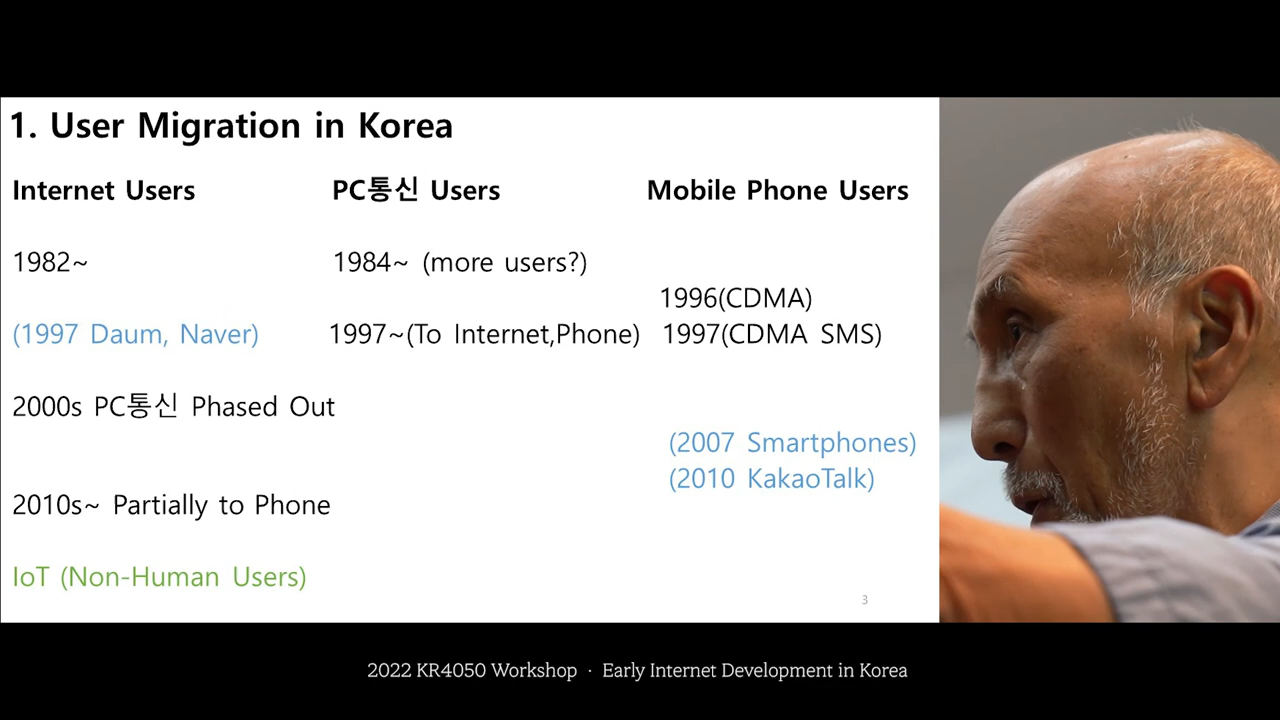 1. User Migration in Korea
Internet Users PC통신 Users Mobile Phone Users
1982~ 1984~ (more users?)
1996(CDMA)
(1997 Daum, Naver) 1997~(To Internet,Phone) 1997(CDMA SMS)
2000s PC통신 Phased Out
(2007 Smartphones)
(2010 KakaoTalk)
2010s~ Partially to Phone
IoT (Non-Human Users)
3
2022 KR4050 Workshop · Early Internet Development in Korea